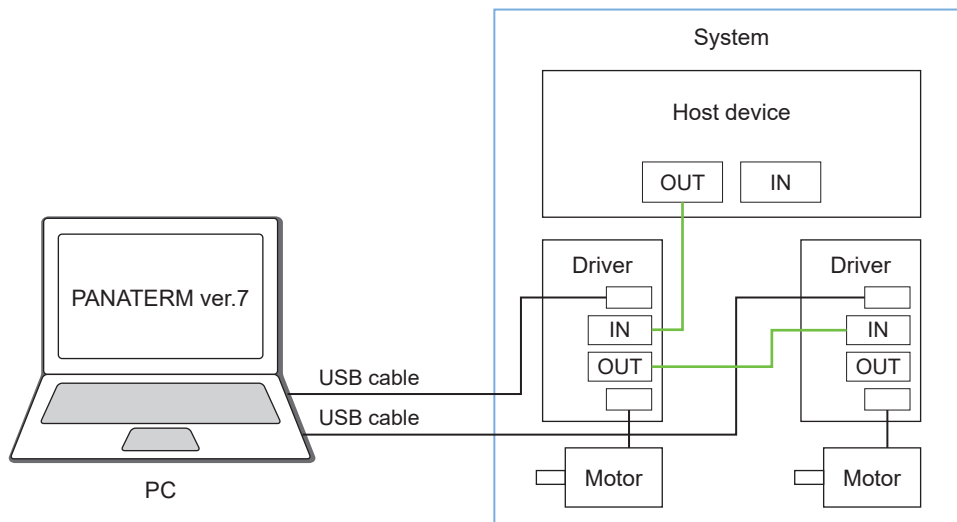 System
Host device
OUT
IN
Driver
Driver
PANATERM ver.7
IN
IN
OUT
OUT
USB cable
USB cable
Motor
Motor
PC